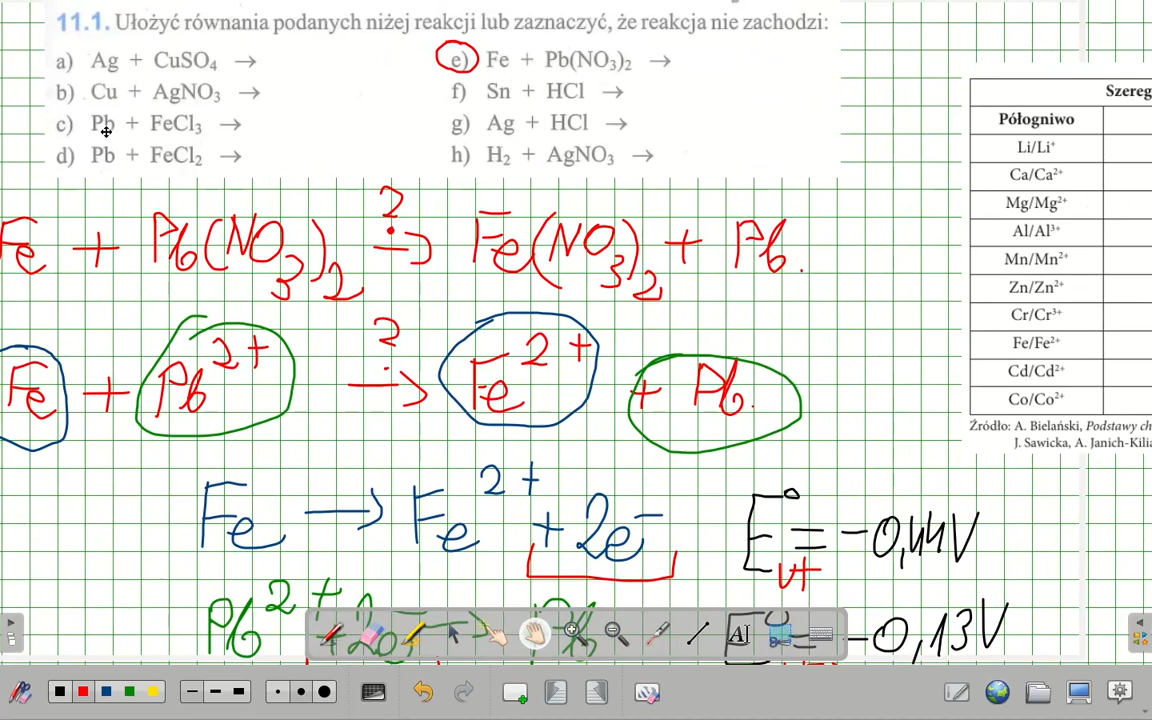 11.1. Ułożyć równania podanych niżej reakcji lub zaznaczyć, że reakcja nie zachodzi:
a) Ag + CuSO₄ →
b) Cu + AgNO₃ →
c) Pb + FeCl₃ →
d) Pb + FeCl₂ →
e) Fe + Pb(NO₃)₂ →
f) Sn + HCl →
g) Ag + HCl →
h) H₂ + AgNO₃ →
Szereg
Półogniwo
Li/Li⁺
Ca/Ca²⁺
Mg/Mg²⁺
Al/Al³⁺
Mn/Mn²⁺
Zn/Zn²⁺
Cr/Cr³⁺
Fe/Fe²⁺
Cd/Cd²⁺
Co/Co²⁺
Źródło: A. Bielański, Podstawy ch
J. Sawicka, A. Janich-Kilia
?
Fe + Pb(NO₃)₂ → Fe(NO₃)₂ + Pb.
?
Fe + Pb²⁺ → Fe²⁺ + Pb.
Fe → Fe²⁺ + 2e⁻ E° = -0,44V
Pb²⁺ + 2e⁻ → Pb -0,13V
A